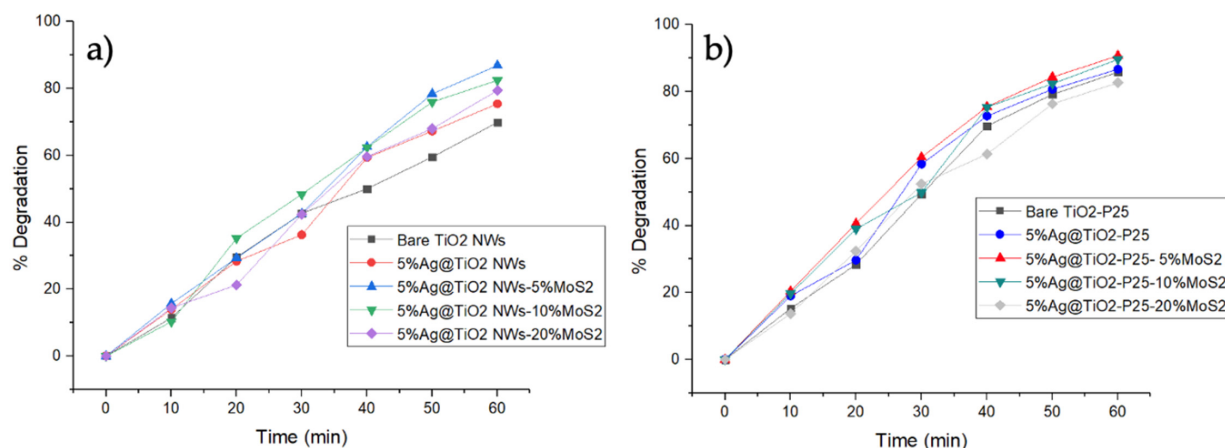 a)
100
80
60
40
20
0
% Degradation
0 10 20 30 40 50 60
Time (min)
Bare TiO2 NWs
5%Ag@TiO2 NWs
5%Ag@TiO2 NWs-5%MoS2
5%Ag@TiO2 NWs-10%MoS2
5%Ag@TiO2 NWs-20%MoS2
b)
100
80
60
40
20
0
% Degradation
0 10 20 30 40 50 60
Time (min)
Bare TiO2-P25
5%Ag@TiO2-P25
5%Ag@TiO2-P25- 5%MoS2
5%Ag@TiO2-P25-10%MoS2
5%Ag@TiO2-P25-20%MoS2